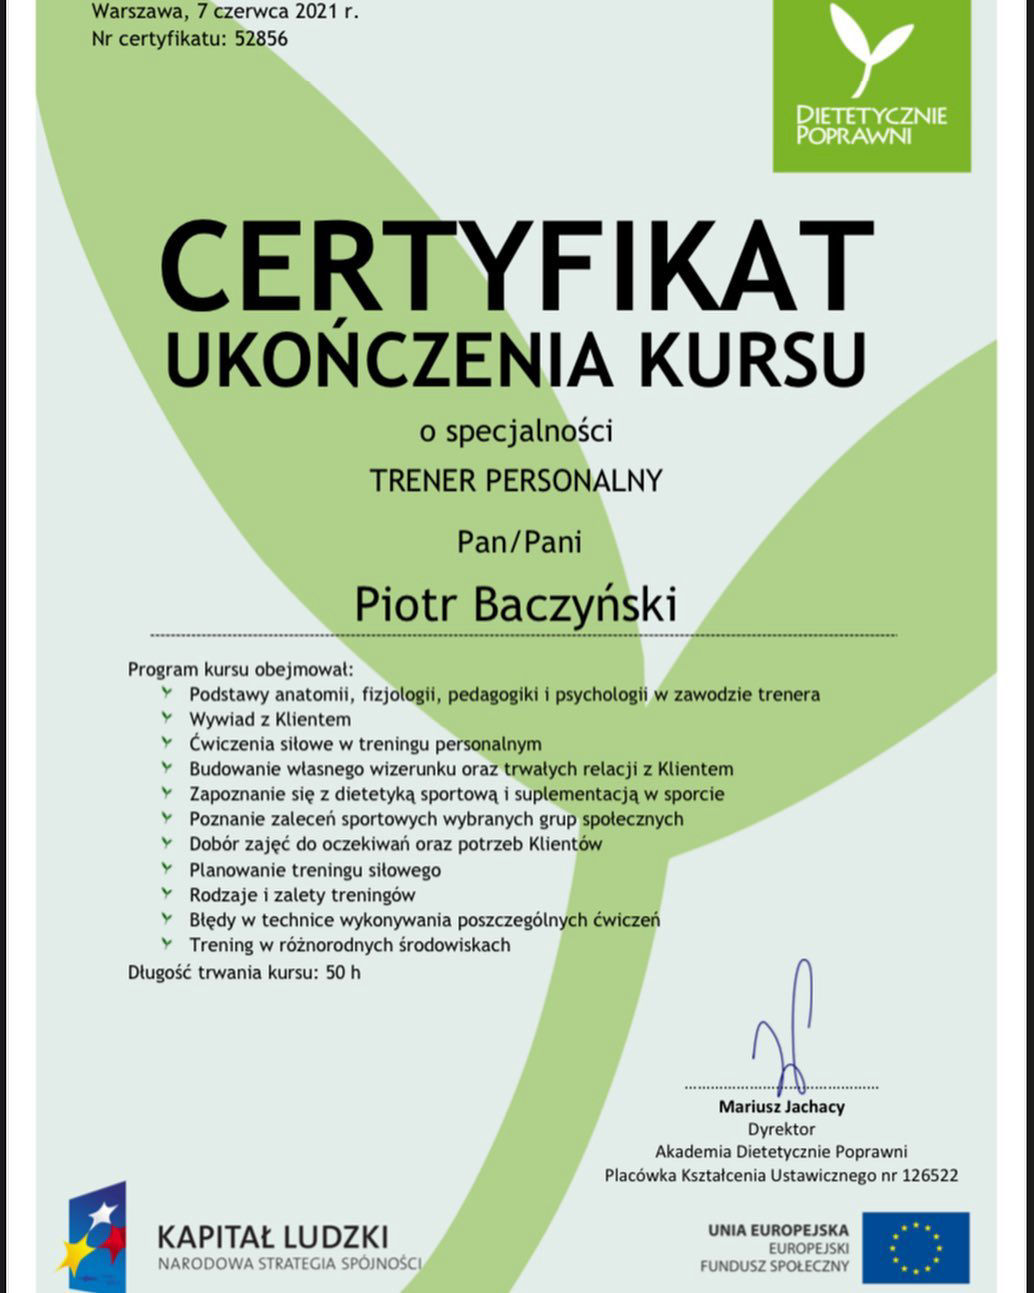 Warszawa, 7 czerwca 2021 r.
Nr certyfikatu: 52856
DIETETYCZNIE
POPRAWNI
CERTYFIKAT
UKOŃCZENIA KURSU
o specjalności
TRENER PERSONALNY
Pan/Pani
Piotr Baczyński
Program kursu obejmował:
Podstawy anatomii, fizjologii, pedagogiki i psychologii w zawodzie trenera
Wywiad z Klientem
Ćwiczenia siłowe w treningu personalnym
Budowanie własnego wizerunku oraz trwałych relacji z Klientem
Zapoznanie się z dietetyką sportową i suplementacją w sporcie
Poznanie zaleceń sportowych wybranych grup społecznych
Dobór zajęć do oczekiwań oraz potrzeb Klientów
Planowanie treningu siłowego
Rodzaje i zalety treningów
Błędy w technice wykonywania poszczególnych ćwiczeń
Trening w różnorodnych środowiskach
Długość trwania kursu: 50 h
Mariusz Jachacy
Dyrektor
Akademia Dietetycznie Poprawni
Placówka Kształcenia Ustawicznego nr 126522
KAPITAŁ LUDZKI
NARODOWA STRATEGIA SPÓJNOŚCI
UNIA EUROPEJSKA
EUROPEJSKI
FUNDUSZ SPOŁECZNY